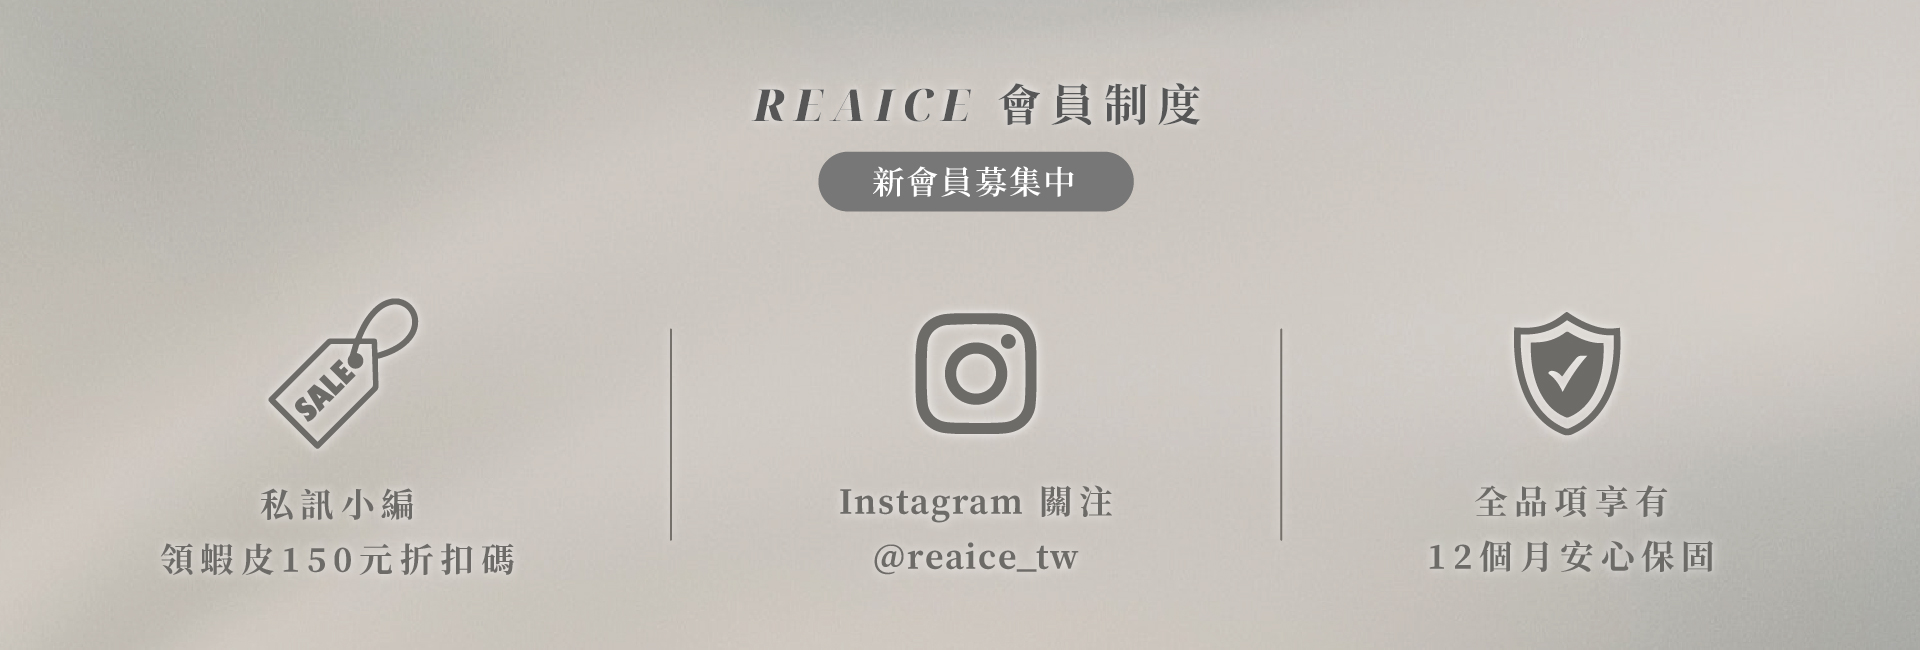 REAICE 會員制度
新會員募集中
SALE
私訊小編
領蝦皮150元折扣碼
Instagram 關注
@reaice_tw
全品項享有
12個月安心保固